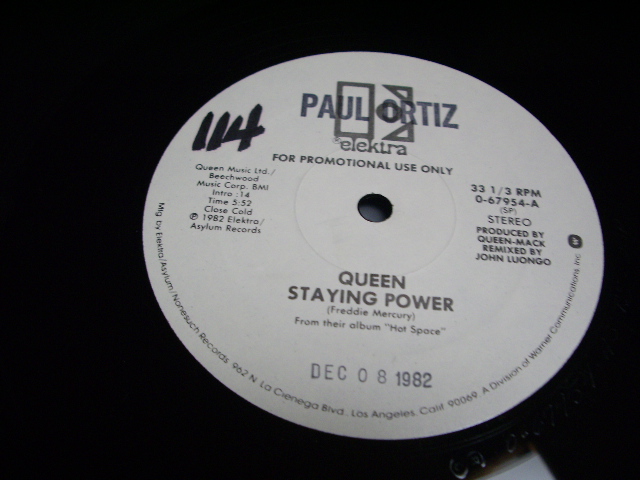 114
PAUL ORTIZ
elektra
FOR PROMOTIONAL USE ONLY
Queen Music Ltd./
Beechwood
Music Corp. BMI
Intro :14
Time 5:52
Close Cold
℗ 1982 Elektra/
Asylum Records
33 1/3 RPM
0-67954-A
(SP)
STEREO
PRODUCED BY
QUEEN-MACK
REMIXED BY
JOHN LUONGO
QUEEN
STAYING POWER
(Freddie Mercury)
From their album "Hot Space"
DEC 08 1982
Mfg. by Elektra/Asylum/Nonesuch Records 962 N. La Cienega Blvd., Los Angeles, Calif. 90069. A Division of Warner Communications Inc.